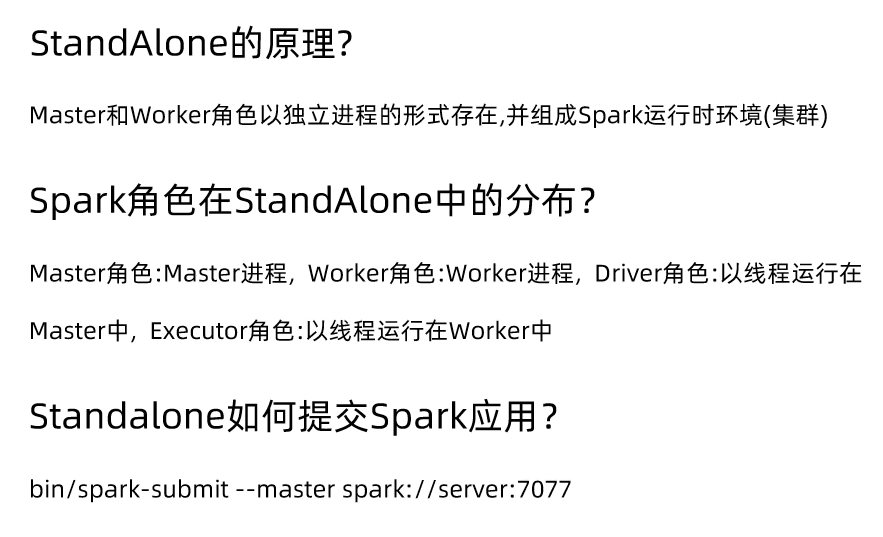 StandAlone的原理?
Master和Worker角色以独立进程的形式存在,并组成Spark运行时环境(集群)
Spark角色在StandAlone中的分布？
Master角色:Master进程，Worker角色:Worker进程，Driver角色:以线程运行在
Master中，Executor角色:以线程运行在Worker中
Standalone如何提交Spark应用？
bin/spark-submit --master spark://server:7077